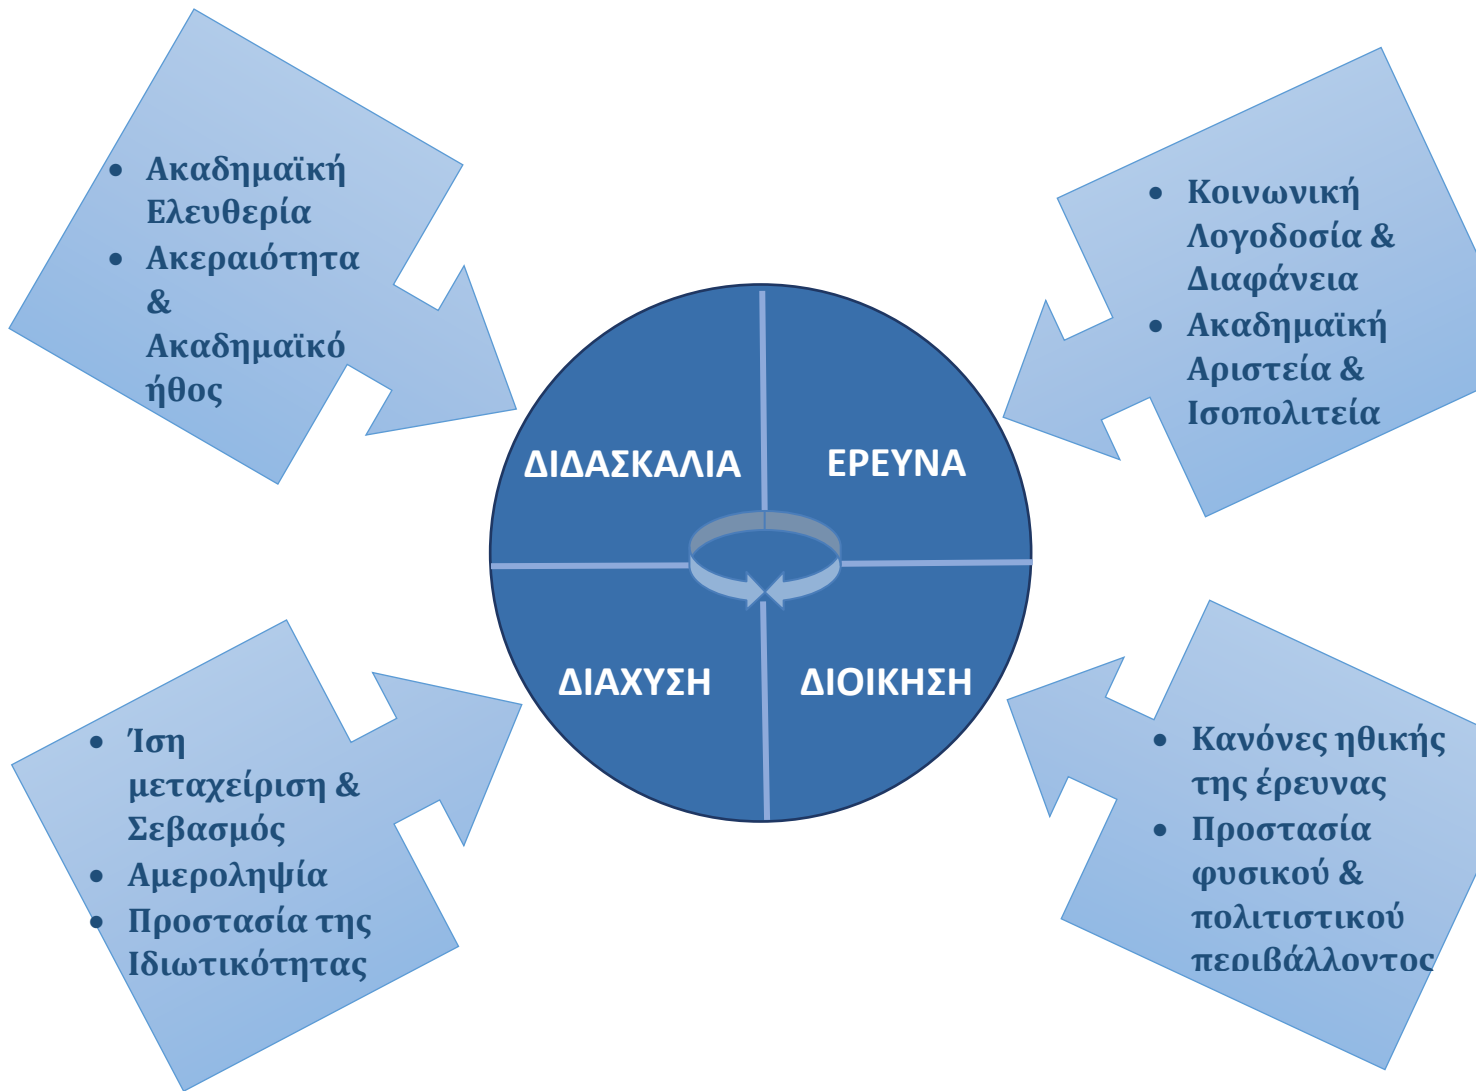 • Ακαδημαϊκή
Ελευθερία
• Ακεραιότητα
&
Ακαδημαϊκό
ήθος
• Κοινωνική
Λογοδοσία &
Διαφάνεια
• Ακαδημαϊκή
Αριστεία &
Ισοπολιτεία
ΔΙΔΑΣΚΑΛΙΑ
ΕΡΕΥΝΑ
ΔΙΑΧΥΣΗ
ΔΙΟΙΚΗΣΗ
• Ίση
μεταχείριση &
Σεβασμός
• Αμεροληψία
• Προστασία της
Ιδιωτικότητας
• Κανόνες ηθικής
της έρευνας
• Προστασία
φυσικού &
πολιτιστικού
περιβάλλοντος